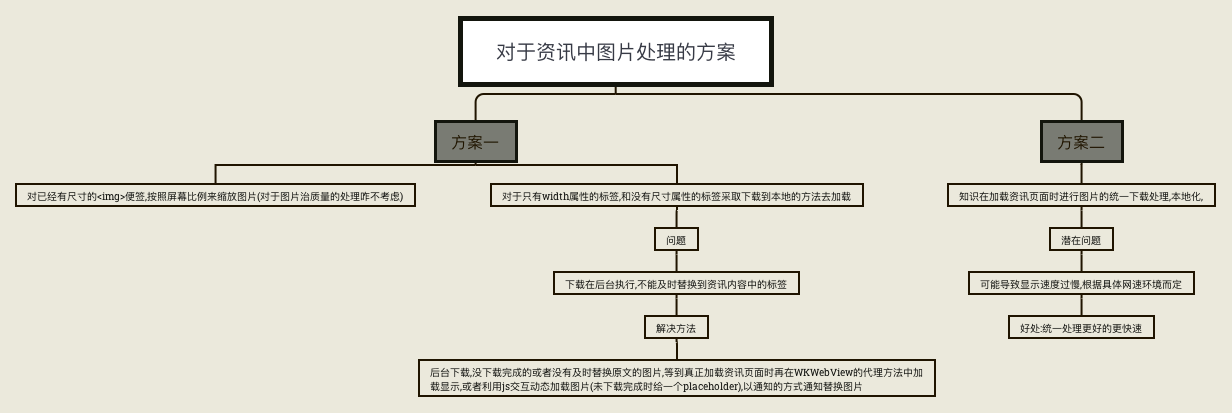 对于资讯中图片处理的方案
方案一
方案二
对已经有尺寸的<img>便签,按照屏幕比例来缩放图片(对于图片治质量的处理咋不考虑)
对于只有width属性的标签,和没有尺寸属性的标签采取下载到本地的方法去加载
知识在加载资讯页面时进行图片的统一下载处理,本地化,
问题
潜在问题
下载在后台执行,不能及时替换到资讯内容中的标签
可能导致显示速度过慢,根据具体网速环境而定
解决方法
好处:统一处理更好的更快速
后台下载,没下载完成的或者没有及时替换原文的图片,等到真正加载资讯页面时再在WKWebView的代理方法中加
载显示,或者利用js交互动态加载图片(未下载完成时给一个placeholder),以通知的方式通知替换图片